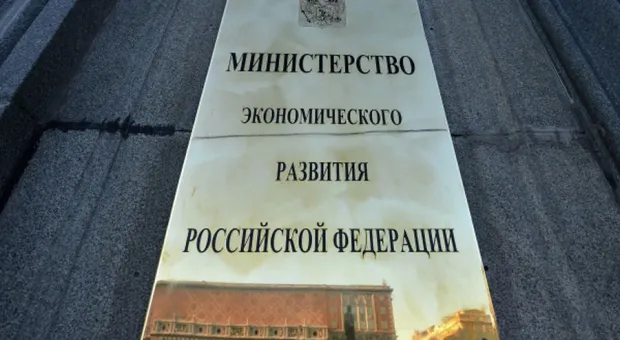 МИНИСТЕРСТВО
ЭКОНОМИЧЕСКОГО
РАЗВИТИЯ
РОССИЙСКОЙ ФЕДЕРАЦИИ